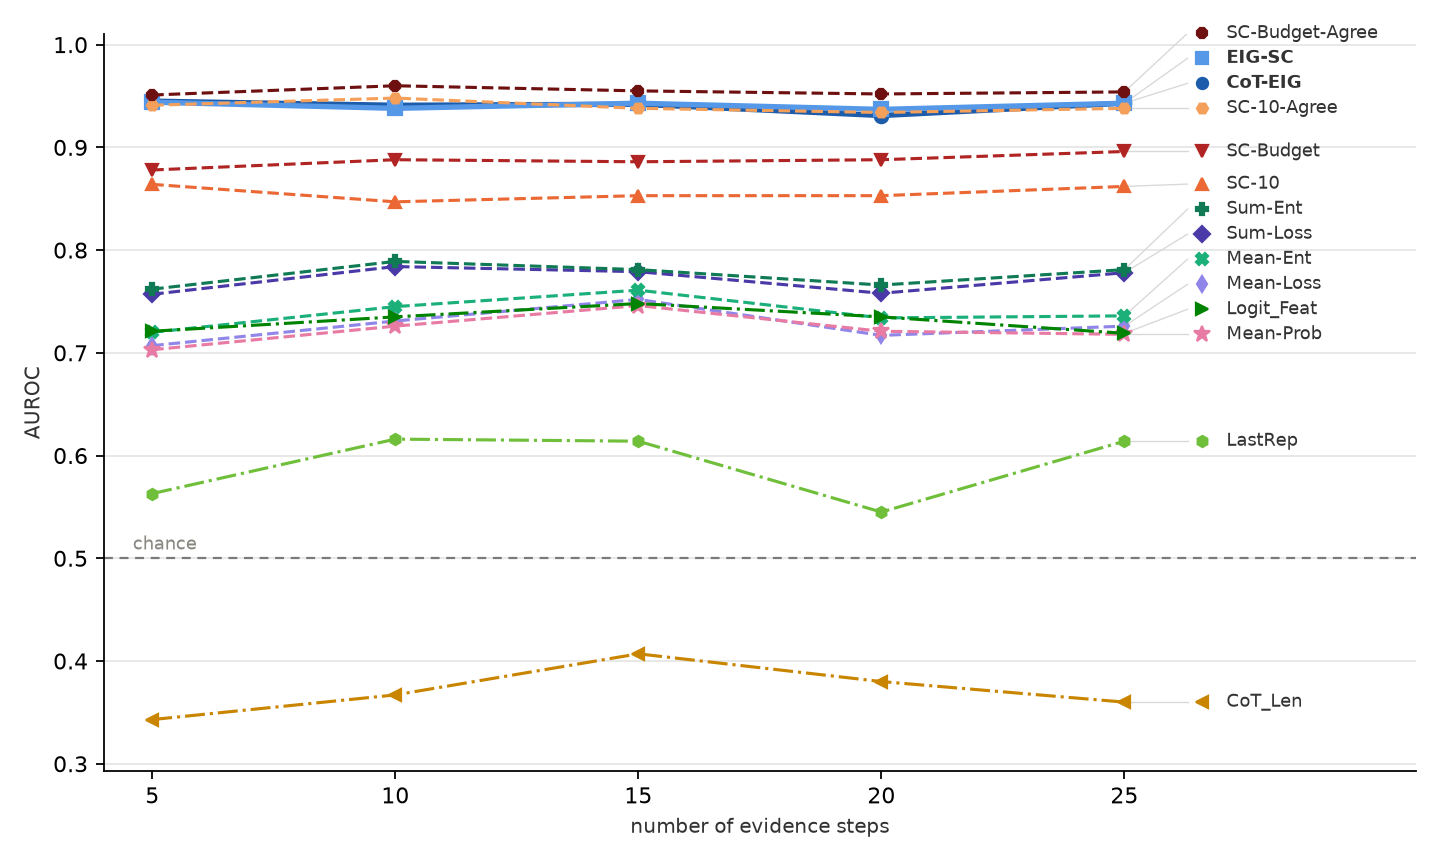 SC-Budget-Agree
EIG-SC
CoT-EIG
SC-10-Agree
SC-Budget
SC-10
Sum-Ent
Sum-Loss
Mean-Ent
Mean-Loss
Logit_Feat
Mean-Prob
LastRep
CoT_Len
chance
AUROC
1.0
0.9
0.8
0.7
0.6
0.5
0.4
0.3
5 10 15 20 25
number of evidence steps